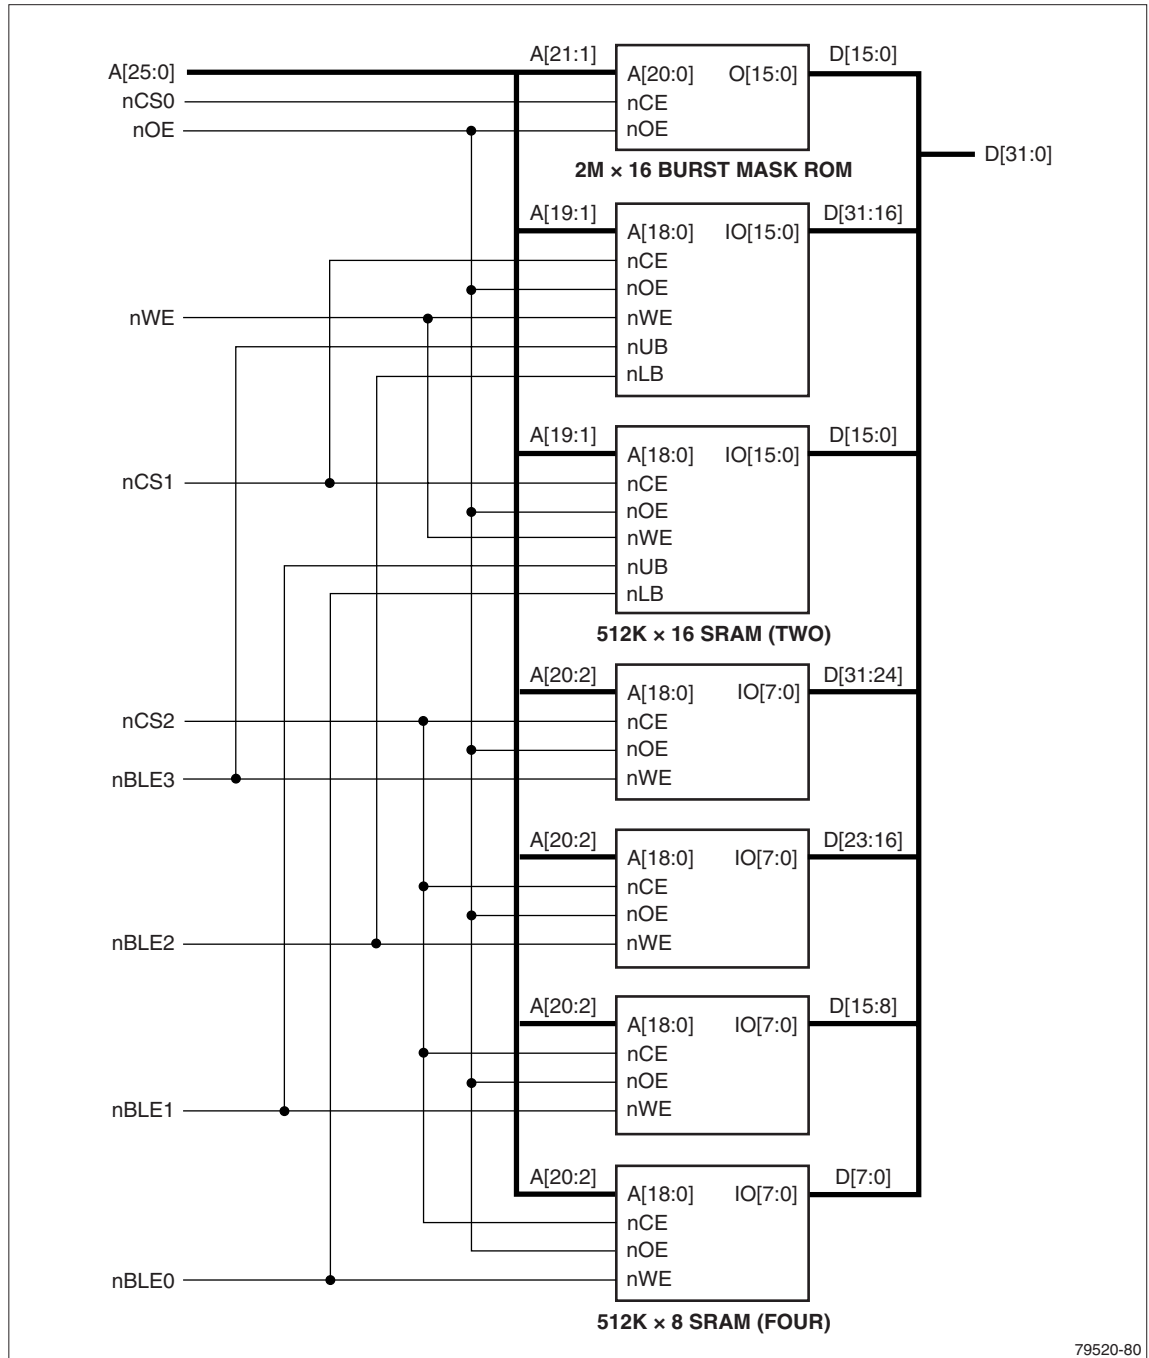 A[25:0]
nCS0
nOE
A[21:1]
A[20:0] O[15:0]
nCE
nOE
D[15:0]
D[31:0]
2M × 16 BURST MASK ROM
A[19:1]
A[18:0] IO[15:0]
nCE
nOE
nWE
nUB
nLB
D[31:16]
nWE
A[19:1]
A[18:0] IO[15:0]
nCE
nOE
nWE
nUB
nLB
D[15:0]
nCS1
512K × 16 SRAM (TWO)
A[20:2]
A[18:0] IO[7:0]
nCE
nOE
nWE
D[31:24]
nCS2
nBLE3
A[20:2]
A[18:0] IO[7:0]
nCE
nOE
nWE
D[23:16]
nBLE2
A[20:2]
A[18:0] IO[7:0]
nCE
nOE
nWE
D[15:8]
nBLE1
A[20:2]
A[18:0] IO[7:0]
nCE
nOE
nWE
D[7:0]
nBLE0
512K × 8 SRAM (FOUR)
79520-80